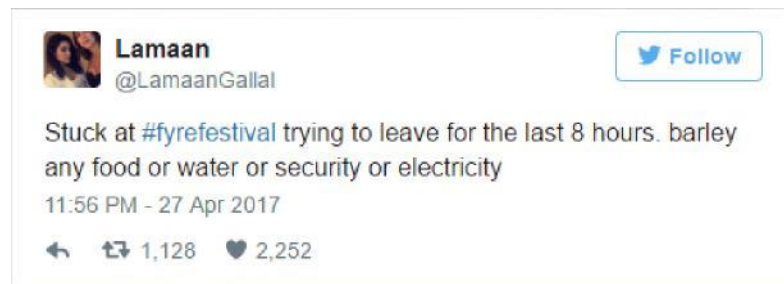 Lamaan
@LamaanGallal
Follow
Stuck at #fyrefestival trying to leave for the last 8 hours. barley
any food or water or security or electricity
11:56 PM - 27 Apr 2017
1,128 2,252